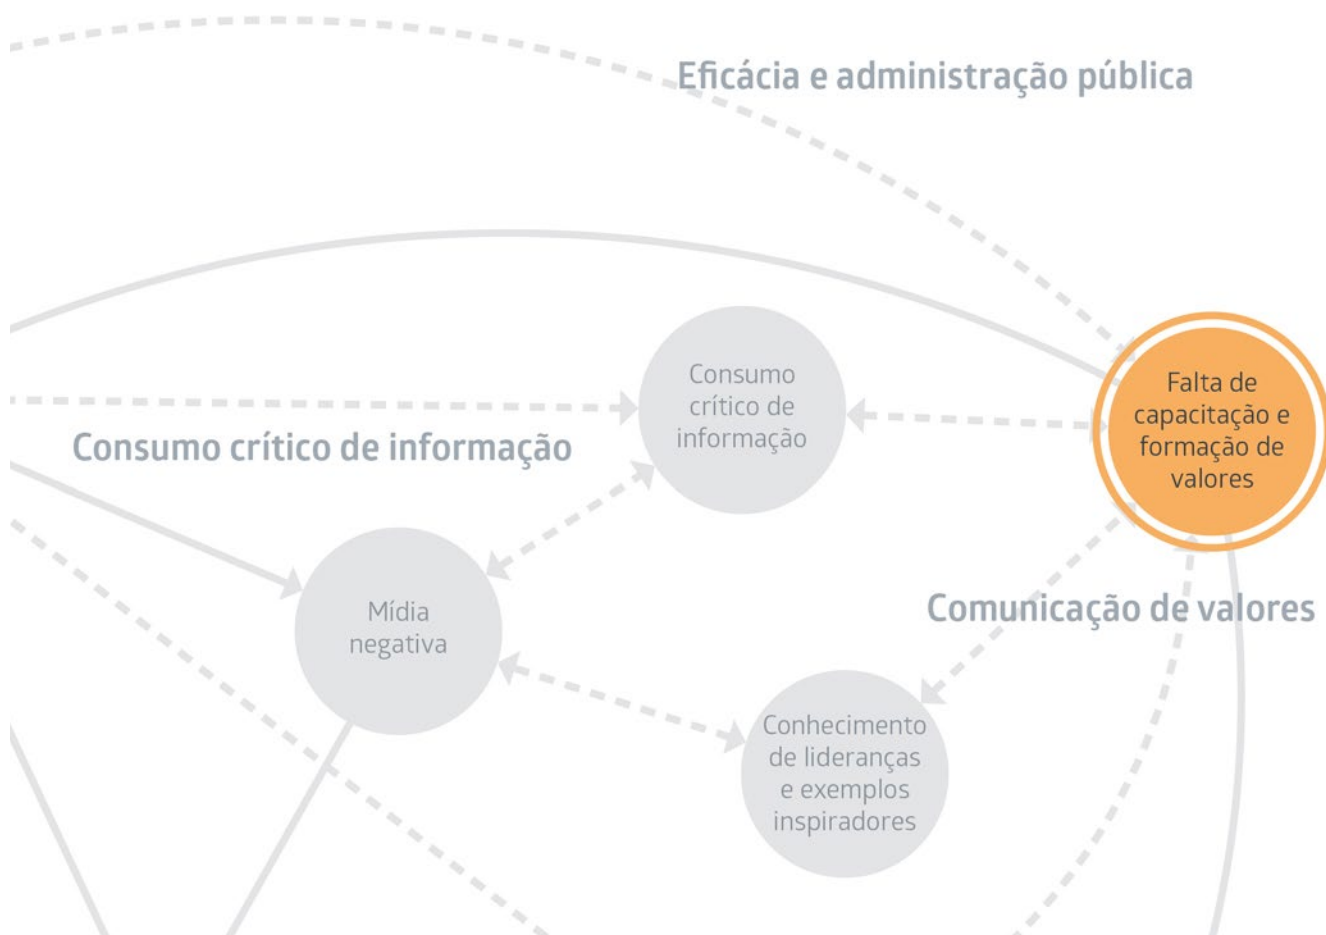 Eficácia e administração pública
Consumo
crítico de
informação
Falta de
capacitação e
formação de
valores
Consumo crítico de informação
Mídia
negativa
Comunicação de valores
Conhecimento
de lideranças
e exemplos
inspiradores